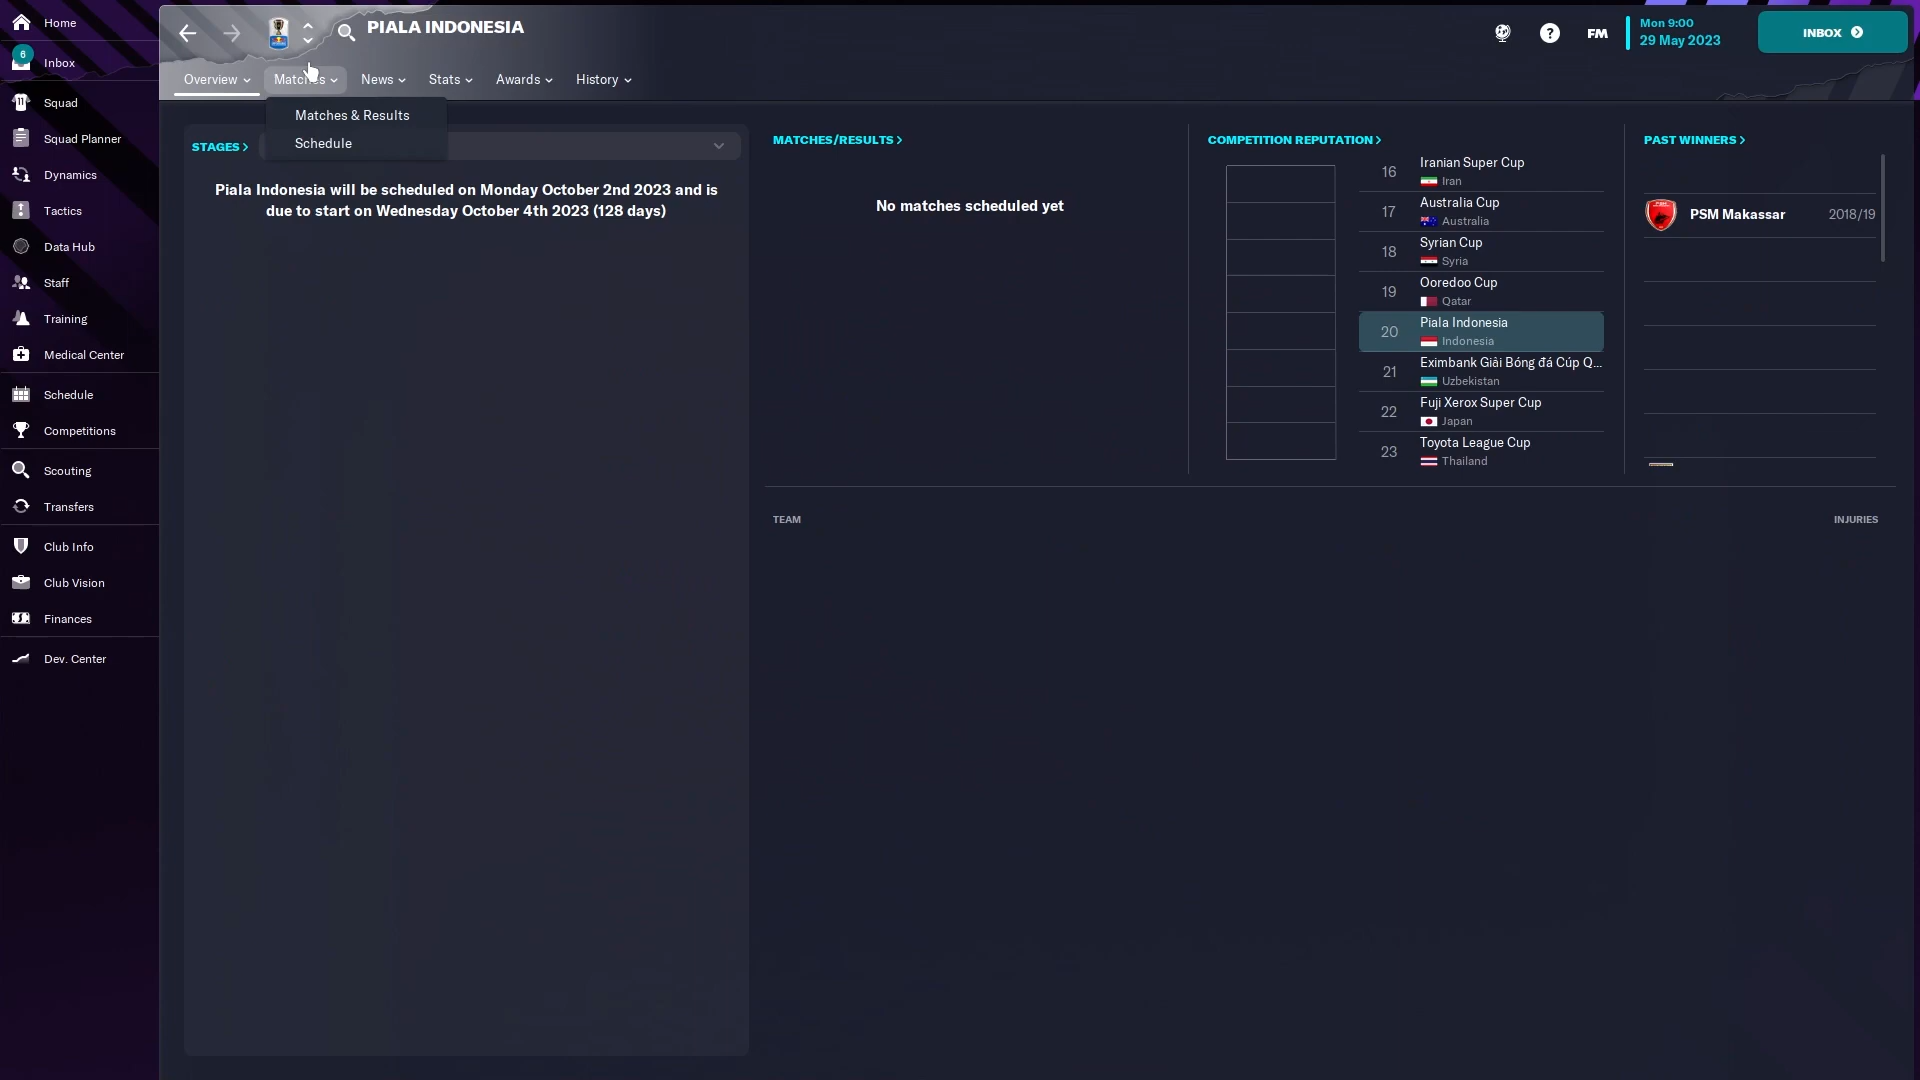 Home
6
Inbox
Squad
Squad Planner
Dynamics
Tactics
Data Hub
Staff
Training
Medical Center
Schedule
Competitions
Scouting
Transfers
Club Info
Club Vision
Finances
Dev. Center
PIALA INDONESIA
?
FM
Mon 9:00
29 May 2023
INBOX
Overview
Matches
News
Stats
Awards
History
Matches & Results
Schedule
STAGES
Piala Indonesia will be scheduled on Monday October 2nd 2023 and is
due to start on Wednesday October 4th 2023 (128 days)
MATCHES/RESULTS
No matches scheduled yet
COMPETITION REPUTATION
16 Iranian Super Cup
Iran
17 Australia Cup
Australia
18 Syrian Cup
Syria
19 Ooredoo Cup
Qatar
20 Piala Indonesia
Indonesia
21 Eximbank Giải Bóng đá Cúp Q...
Uzbekistan
22 Fuji Xerox Super Cup
Japan
23 Toyota League Cup
Thailand
PAST WINNERS
PSM Makassar 2018/19
TEAM
INJURIES